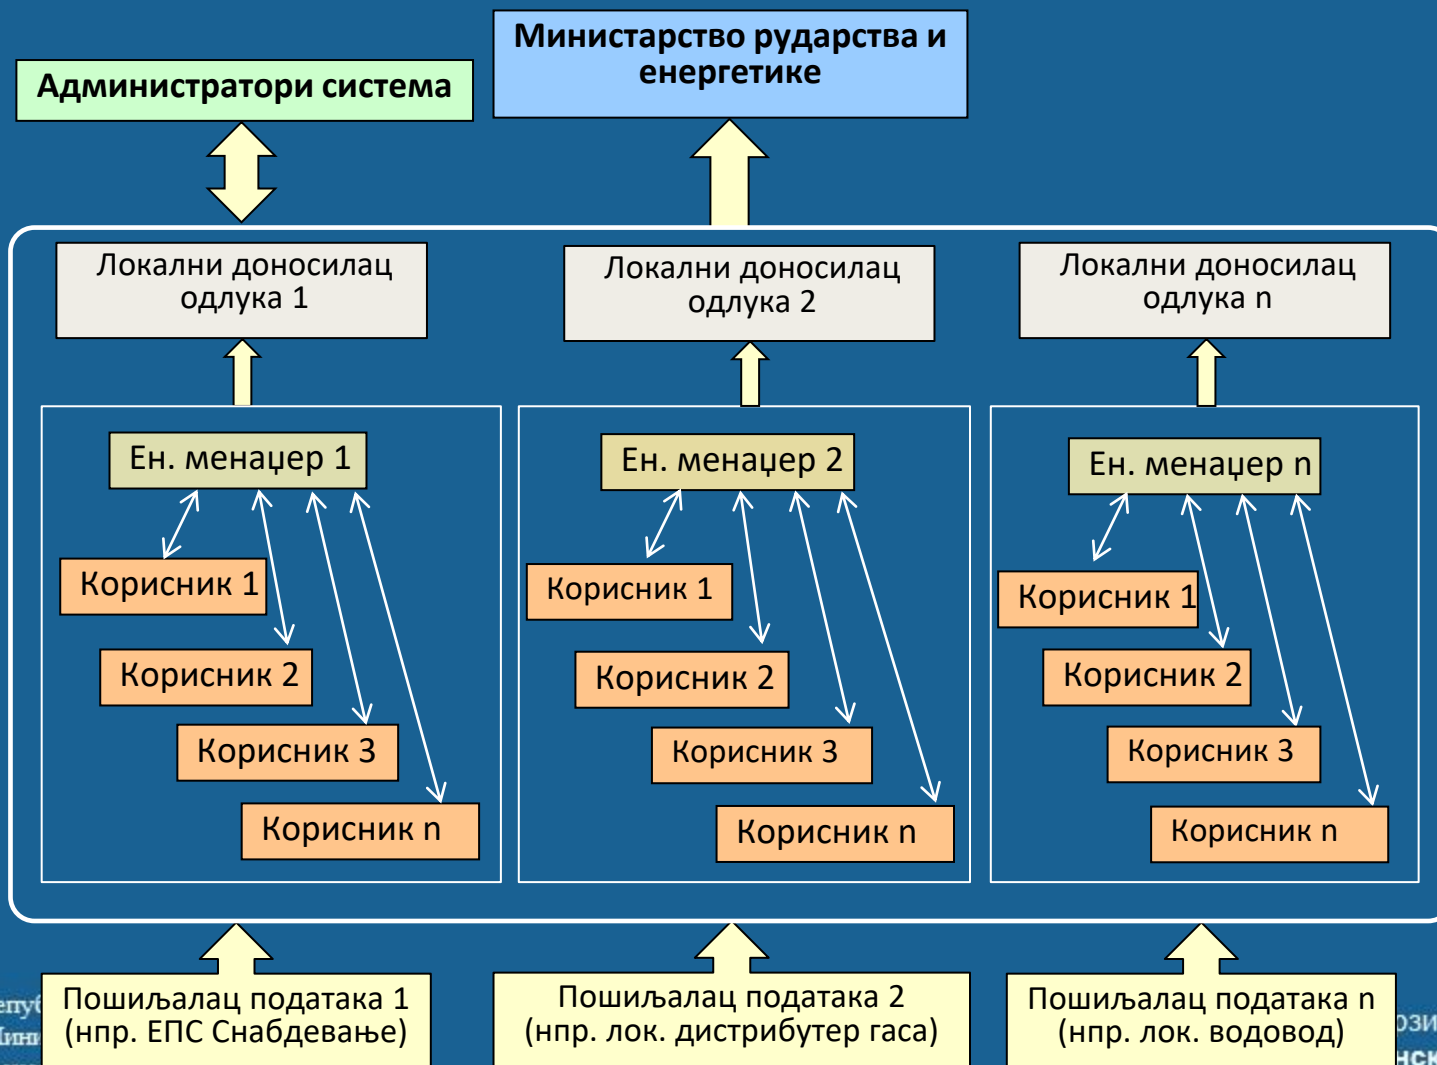 Министарство рударства и
енергетике
Администратори система
Локални доносилац
одлука 1
Локални доносилац
одлука 2
Локални доносилац
одлука n
Ен. менаџер 1
Корисник 1
Корисник 2
Корисник 3
Корисник n
Ен. менаџер 2
Корисник 1
Корисник 2
Корисник 3
Корисник n
Ен. менаџер n
Корисник 1
Корисник 2
Корисник 3
Корисник n
Пошиљалац података 1
(нпр. ЕПС Снабдевање)
Пошиљалац података 2
(нпр. лок. дистрибутер гаса)
Пошиљалац података n
(нпр. лок. водовод)